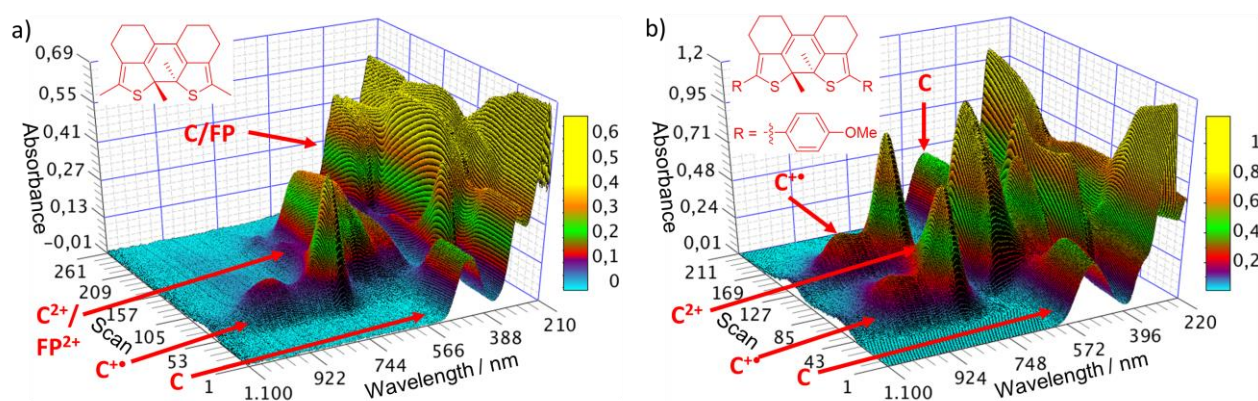 a)
0,69
0,55
0,41
0,27
0,13
−0,01
Absorbance
S
S
C/FP
0,6
0,5
0,4
0,3
0,2
0,1
0
261
209
157
105
53
1
Scan
C²⁺/
FP²⁺
C⁺•
C
1.100
922
744
566
388
210
Wavelength / nm
b)
1,2
0,95
0,71
0,48
0,24
0,01
Absorbance
R
S
S
R
R =
OMe
C
C⁺•
1
0,8
0,6
0,4
0,2
211
169
127
85
43
1
Scan
C²⁺
C⁺•
C
1.100
924
748
572
396
220
Wavelength / nm